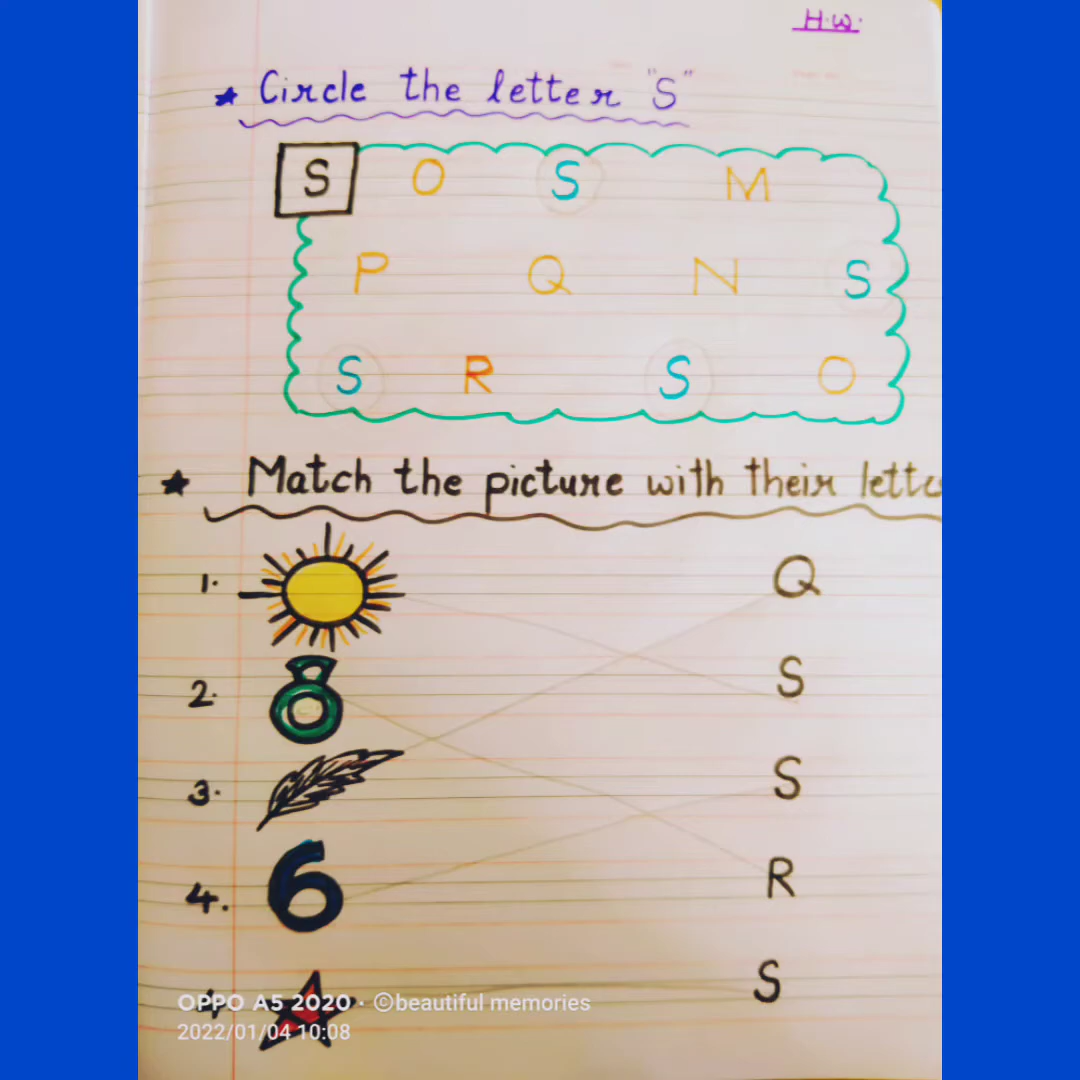 H.W.
Circle the letter "S"
S O S M
P Q N S
S R S O
Match the picture with their
1. Q
2. S
3. S
4. 6 R
S
OPPO A5 2020 · ©beautiful memories
2022/01/04 10:08